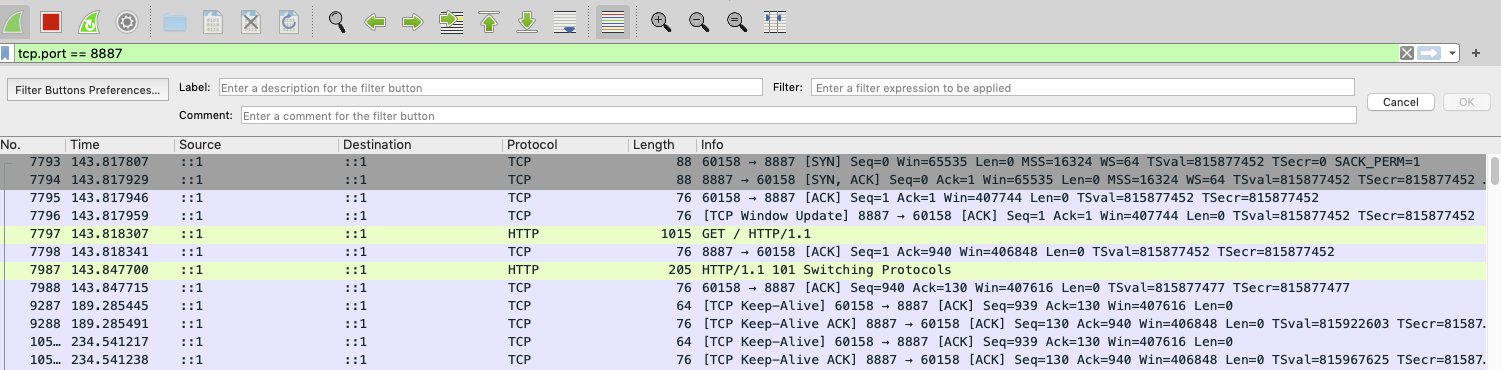 tcp.port == 8887
Filter Buttons Preferences... Label: Enter a description for the filter button Filter: Enter a filter expression to be applied
Cancel OK
Comment: Enter a comment for the filter button
No. Time Source Destination Protocol Length Info
7793 143.817807 ::1 ::1 TCP 88 60158 → 8887 [SYN] Seq=0 Win=65535 Len=0 MSS=16324 WS=64 TSval=815877452 TSecr=0 SACK_PERM=1
7794 143.817929 ::1 ::1 TCP 88 8887 → 60158 [SYN, ACK] Seq=0 Ack=1 Win=65535 Len=0 MSS=16324 WS=64 TSval=815877452 TSecr=815877452 …
7795 143.817946 ::1 ::1 TCP 76 60158 → 8887 [ACK] Seq=1 Ack=1 Win=407744 Len=0 TSval=815877452 TSecr=815877452
7796 143.817959 ::1 ::1 TCP 76 [TCP Window Update] 8887 → 60158 [ACK] Seq=1 Ack=1 Win=407744 Len=0 TSval=815877452 TSecr=815877452
7797 143.818307 ::1 ::1 HTTP 1015 GET / HTTP/1.1
7798 143.818341 ::1 ::1 TCP 76 8887 → 60158 [ACK] Seq=1 Ack=940 Win=406848 Len=0 TSval=815877452 TSecr=815877452
7987 143.847700 ::1 ::1 HTTP 205 HTTP/1.1 101 Switching Protocols
7988 143.847715 ::1 ::1 TCP 76 60158 → 8887 [ACK] Seq=940 Ack=130 Win=407616 Len=0 TSval=815877477 TSecr=815877477
9287 189.285445 ::1 ::1 TCP 64 [TCP Keep-Alive] 60158 → 8887 [ACK] Seq=939 Ack=130 Win=407616 Len=0
9288 189.285491 ::1 ::1 TCP 76 [TCP Keep-Alive ACK] 8887 → 60158 [ACK] Seq=130 Ack=940 Win=406848 Len=0 TSval=815922603 TSecr=81587…
105… 234.541217 ::1 ::1 TCP 64 [TCP Keep-Alive] 60158 → 8887 [ACK] Seq=939 Ack=130 Win=407616 Len=0
105… 234.541238 ::1 ::1 TCP 76 [TCP Keep-Alive ACK] 8887 → 60158 [ACK] Seq=130 Ack=940 Win=406848 Len=0 TSval=815967625 TSecr=81587…